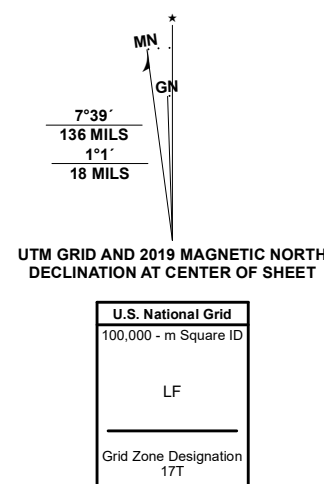 ★
MN
GN
7°39´
136 MILS
1°1´
18 MILS
UTM GRID AND 2019 MAGNETIC NORTH
DECLINATION AT CENTER OF SHEET
U.S. National Grid
100,000 - m Square ID
LF
Grid Zone Designation
17T